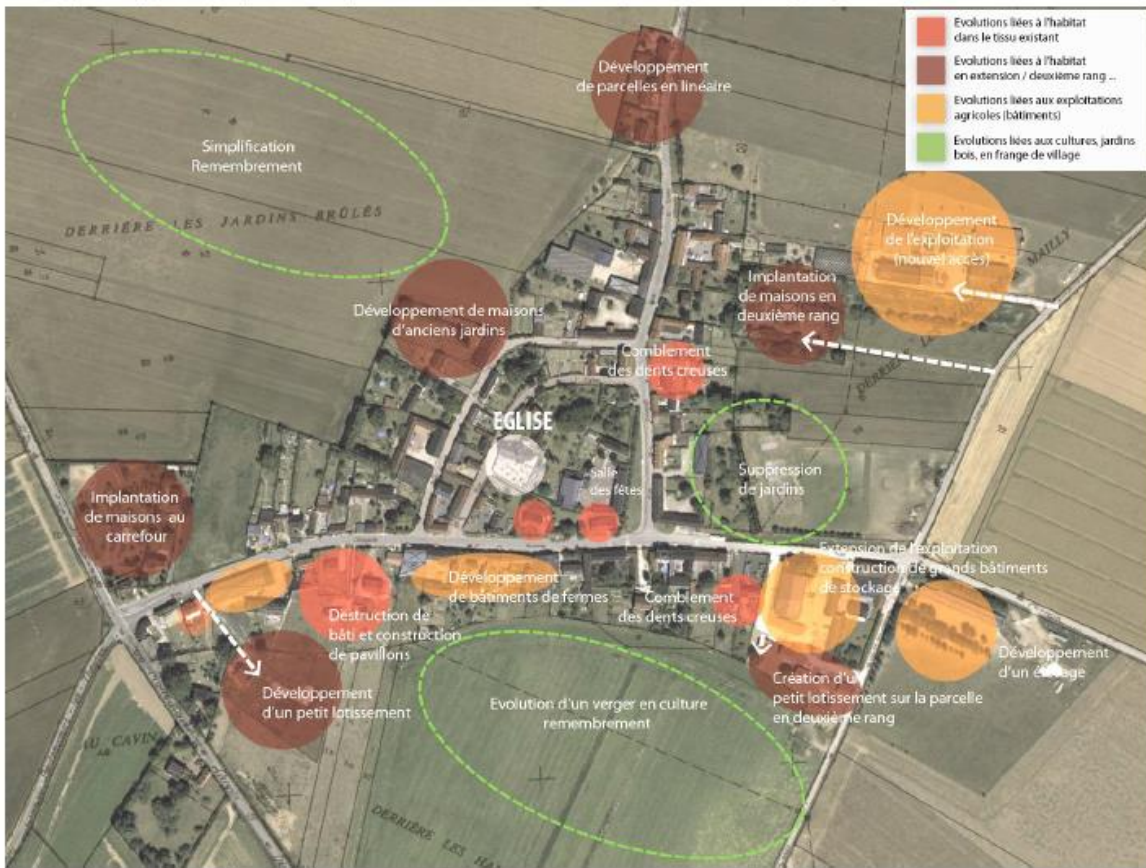 Evolutions liées à l'habitat
dans le tissu existant
Evolutions liées à l'habitat
en extension / deuxième rang ...
Evolutions liées aux exploitations
agricoles (bâtiments)
Evolutions liées aux cultures, jardins
bois, en frange de village
Développement
de parcelles en linéaire
Simplification
Remembrement
DERRIÈRE LES JARDINS BRÛLÉS
Développement
de l'exploitation
(nouvel accès)
MAILLY
Implantation
de maisons en
deuxième rang
Développement de maisons
d'anciens jardins
Comblement
des dents creuses
EGLISE
Salle
des fêtes
Suppression
de jardins
Implantation
de maisons au
carrefour
Extension de l'exploitation
construction de grands bâtiments
de stockage
Développement
de bâtiments de fermes
Destruction de
bâti et construction
de pavillons
Comblement
des dents creuses
Développement
d'un élevage
Développement
d'un petit lotissement
Evolution d'un verger en culture
remembrement
Création d'un
petit lotissement sur la parcelle
en deuxième rang
AU CAVIN
DERRIÈRE LES